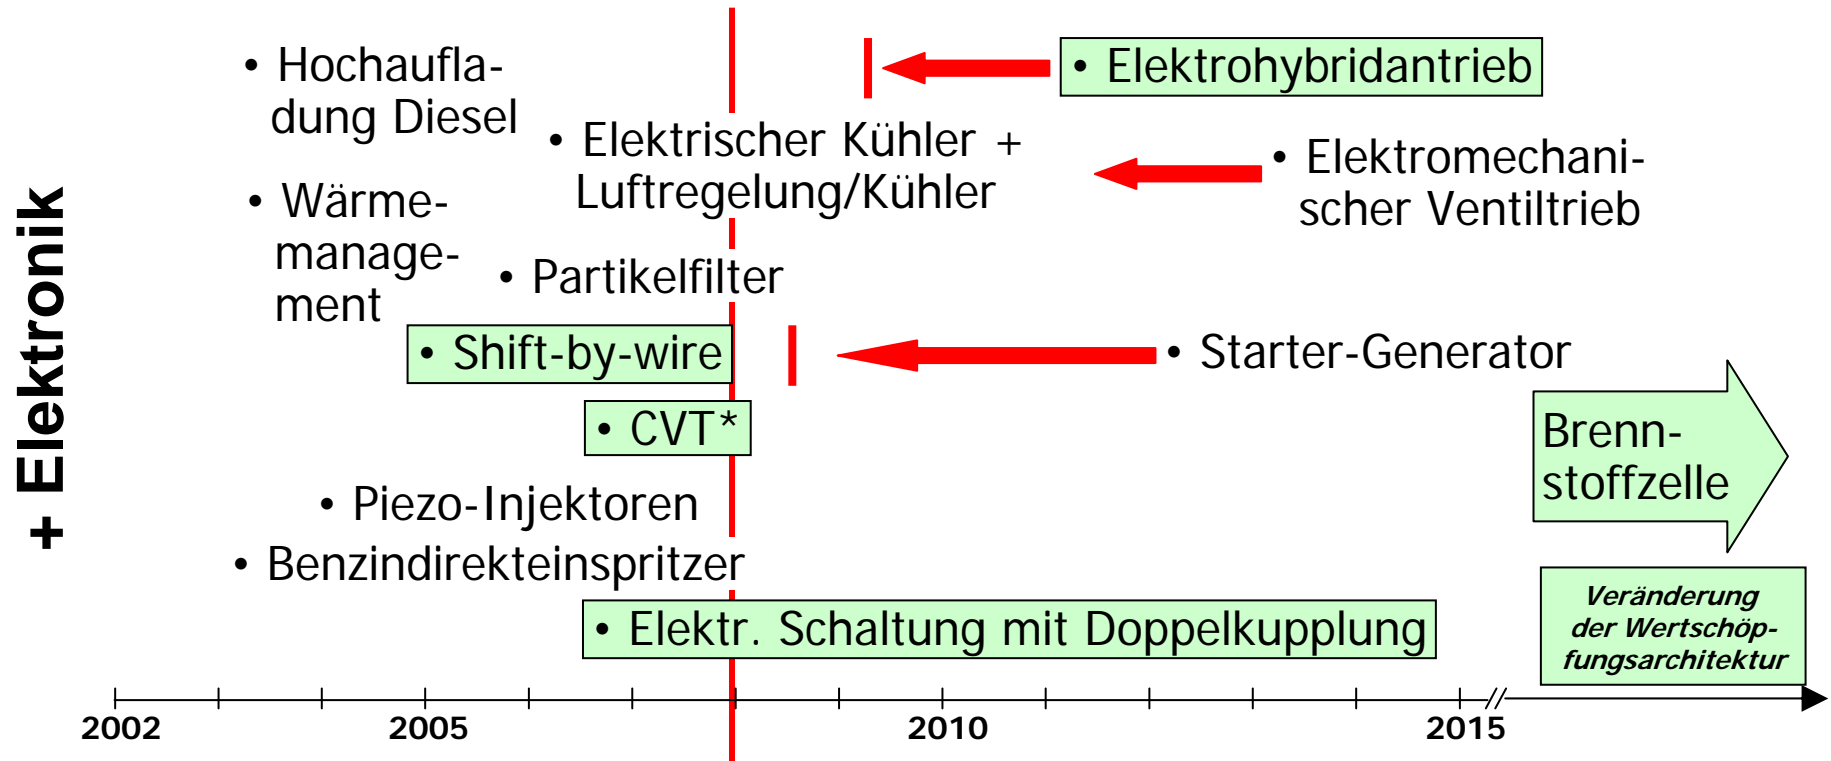 + Elektronik
• Hochaufla-
dung Diesel
• Elektrohybridantrieb
• Elektrischer Kühler +
Luftregelung/Kühler
• Elektromechani-
scher Ventiltrieb
• Wärme-
manage-
ment
• Partikelfilter
• Shift-by-wire
• Starter-Generator
• CVT*
Brenn-
stoffzelle
• Piezo-Injektoren
• Benzindirekteinspritzer
• Elektr. Schaltung mit Doppelkupplung
Veränderung
der Wertschöp-
fungsarchitektur
2002
2005
2010
2015